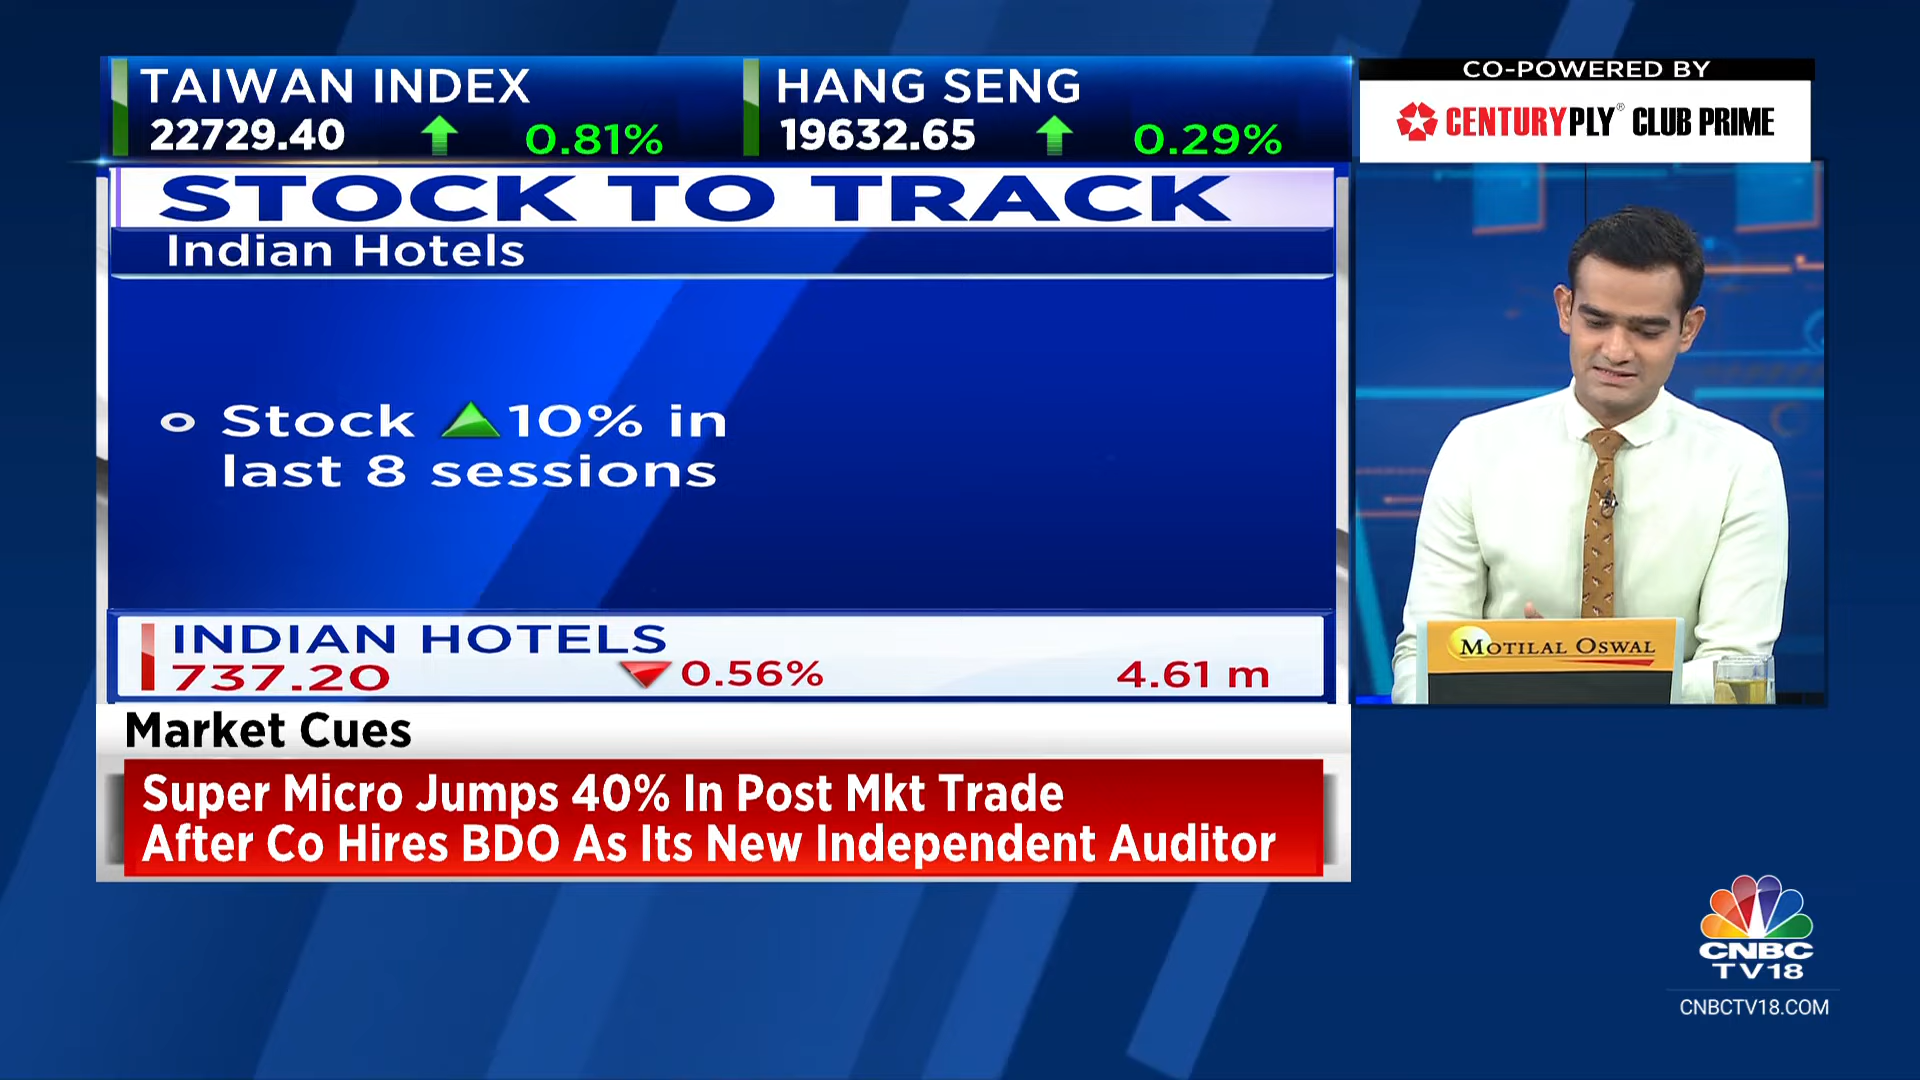 TAIWAN INDEX
22729.40 0.81%
HANG SENG
19632.65 0.29%
CO-POWERED BY
CENTURYPLY® CLUB PRIME
STOCK TO TRACK
Indian Hotels
Stock ▲10% in
last 8 sessions
INDIAN HOTELS
737.20 ▼0.56% 4.61 m
Market Cues
Super Micro Jumps 40% In Post Mkt Trade
After Co Hires BDO As Its New Independent Auditor
MOTILAL OSWAL
CNBC
TV18
CNBCTV18.COM